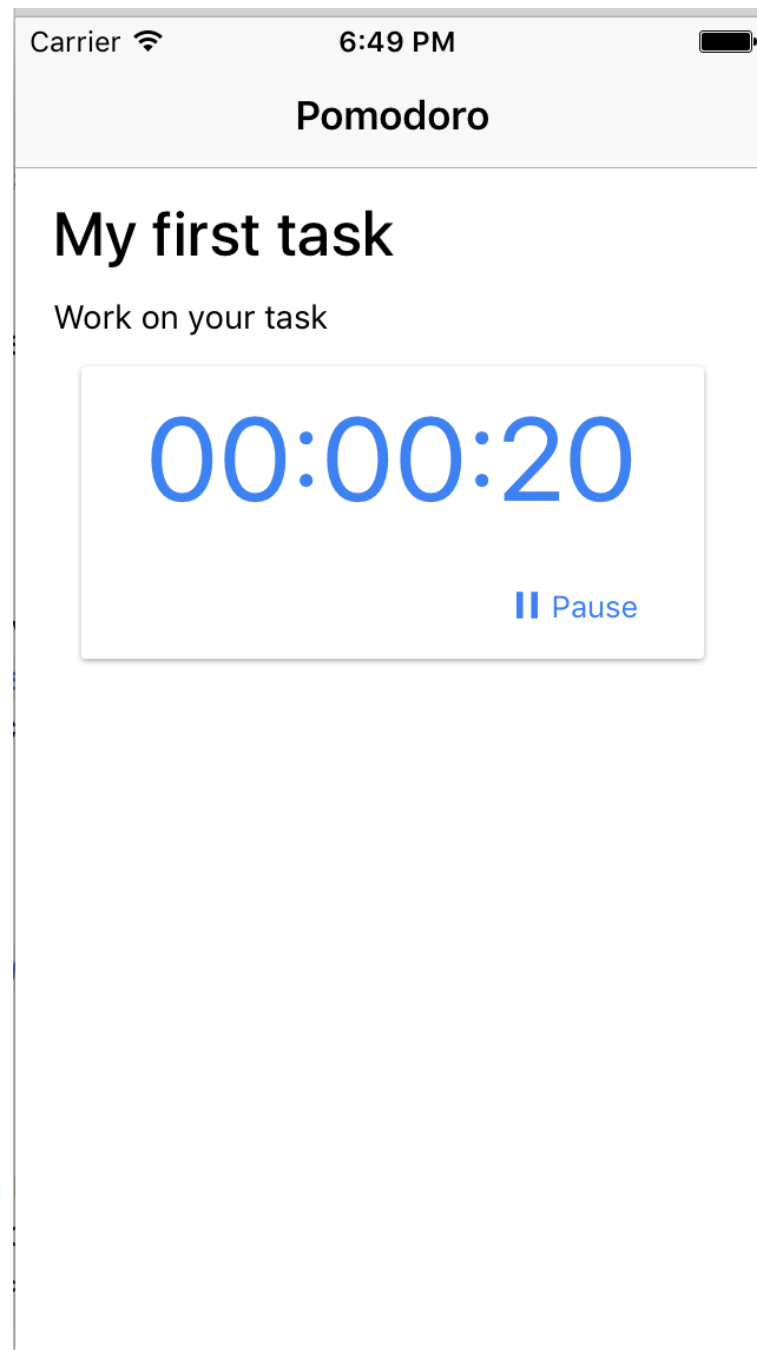 Carrier 6:49 PM
Pomodoro
My first task
Work on your task
00:00:20
Pause